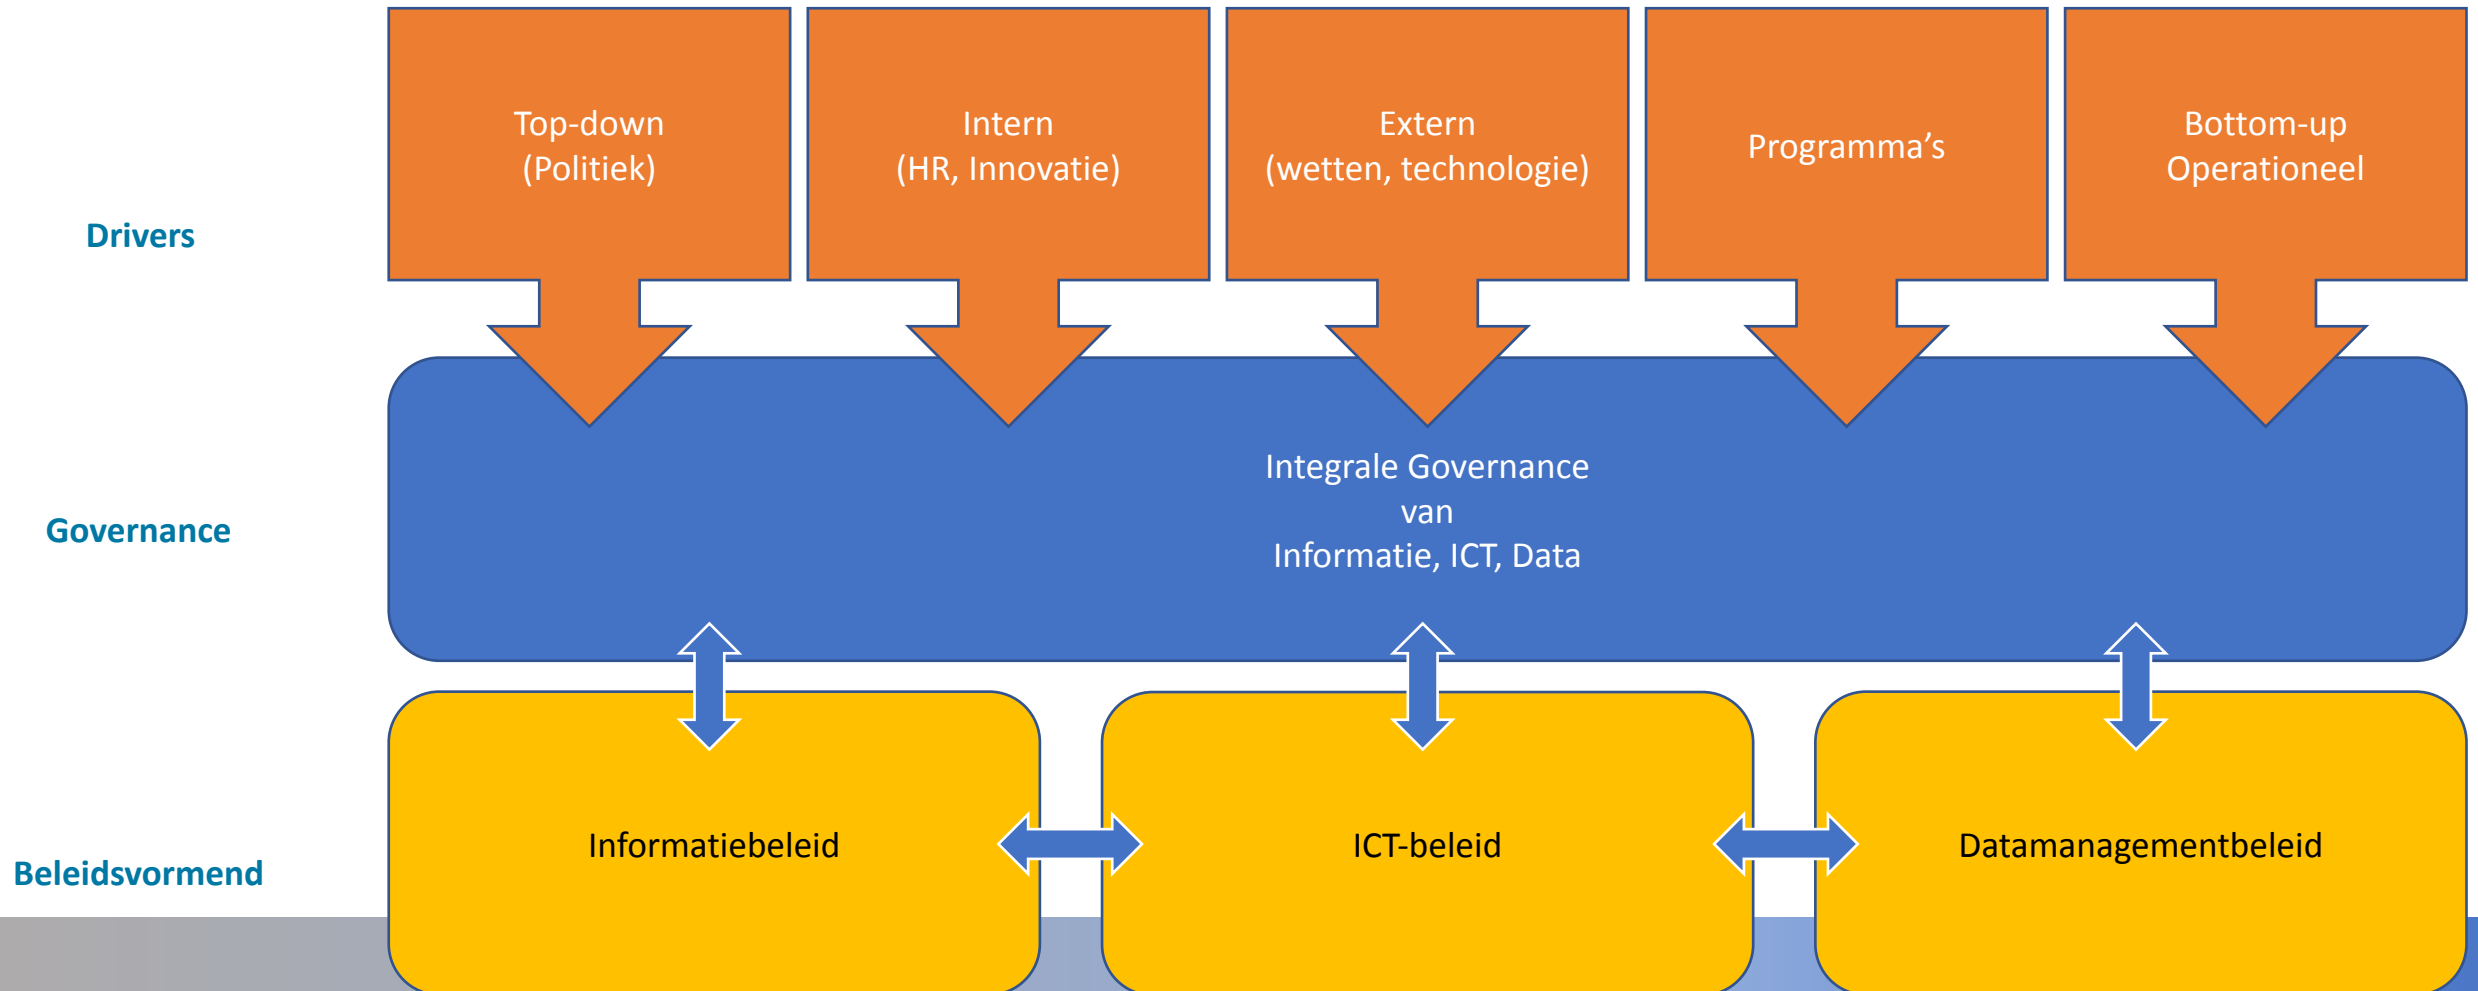 Top-down
(Politiek)
Intern
(HR, Innovatie)
Extern
(wetten, technologie)
Programma’s
Bottom-up
Operationeel
Drivers
Integrale Governance
van
Informatie, ICT, Data
Governance
Informatiebeleid
ICT-beleid
Datamanagementbeleid
Beleidsvormend